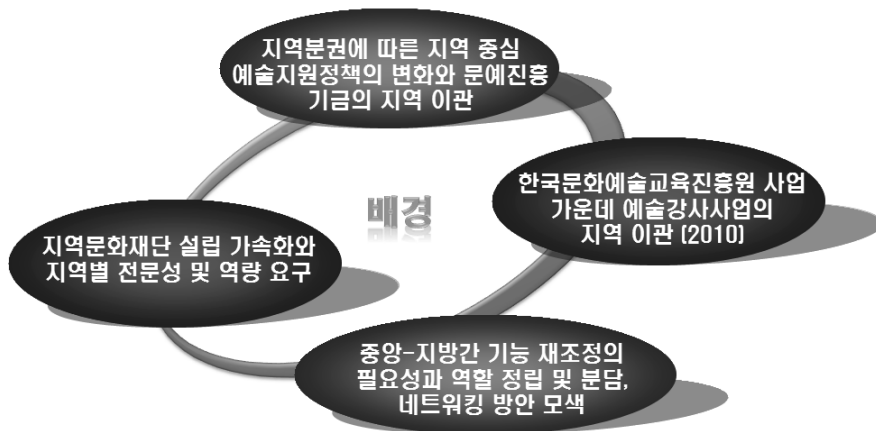 지역분권에 따른 지역 중심
예술지원정책의 변화와 문예진흥
기금의 지역 이관
배경
한국문화예술교육진흥원 사업
가운데 예술강사사업의
지역 이관 (2010)
지역문화재단 설립 가속화와
지역별 전문성 및 역량 요구
중앙-지방간 기능 재조정의
필요성과 역할 정립 및 분담,
네트워킹 방안 모색